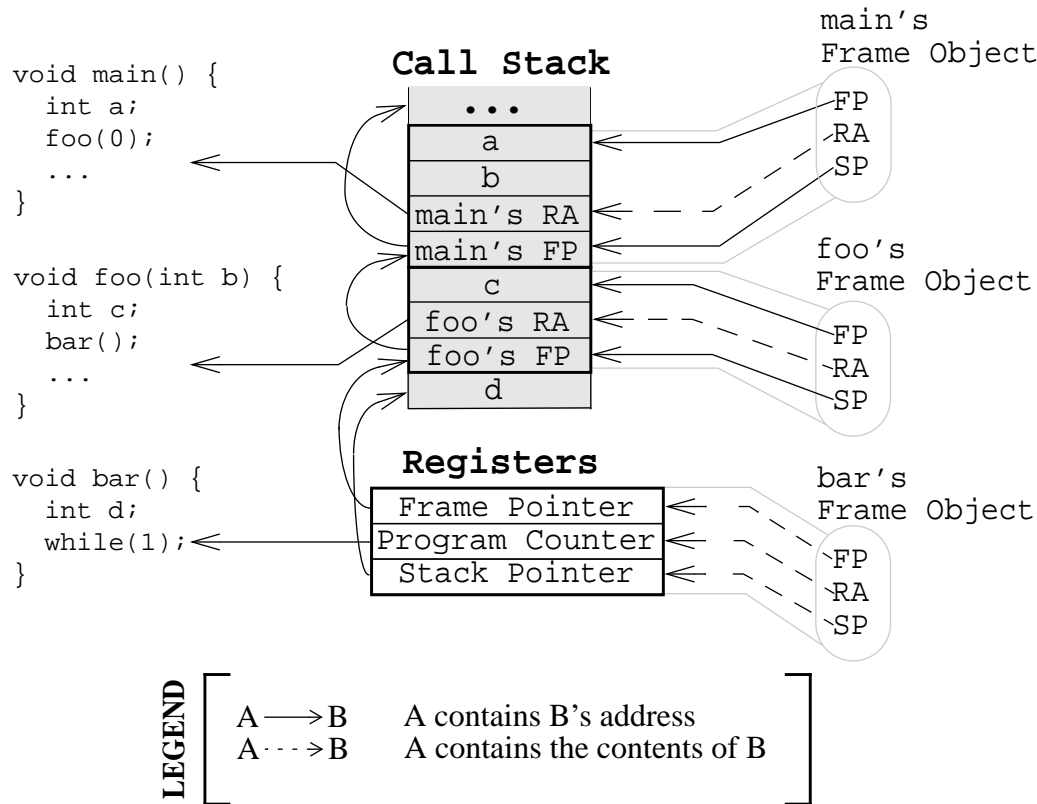 void main() {
int a;
foo(0);
...
}
void foo(int b) {
int c;
bar();
...
}
void bar() {
int d;
while(1);
}
Call Stack
...
a
b
main's RA
main's FP
c
foo's RA
foo's FP
d
Registers
Frame Pointer
Program Counter
Stack Pointer
main's
Frame Object
FP
RA
SP
foo's
Frame Object
FP
RA
SP
bar's
Frame Object
FP
RA
SP
LEGEND
A B A contains B's address
A B A contains the contents of B